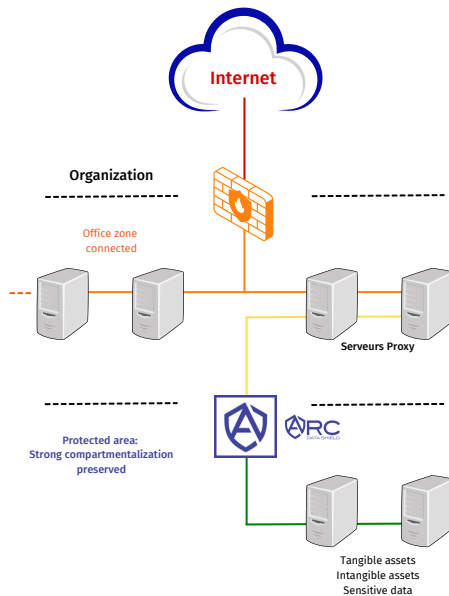 Internet
Organization
Office zone
connected
Serveurs Proxy
Protected area:
Strong compartmentalization
preserved
ARC
DATA SHIELD
Tangible assets
Intangible assets
Sensitive data